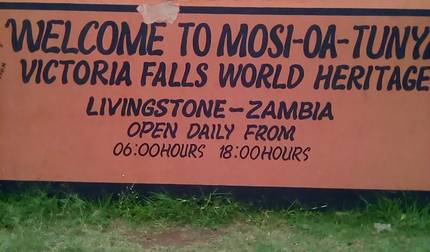 WELCOME TO MOSI-OA-TUNYA
VICTORIA FALLS WORLD HERITAGE
LIVINGSTONE-ZAMBIA
OPEN DAILY FROM
06:00HOURS 18:00HOURS